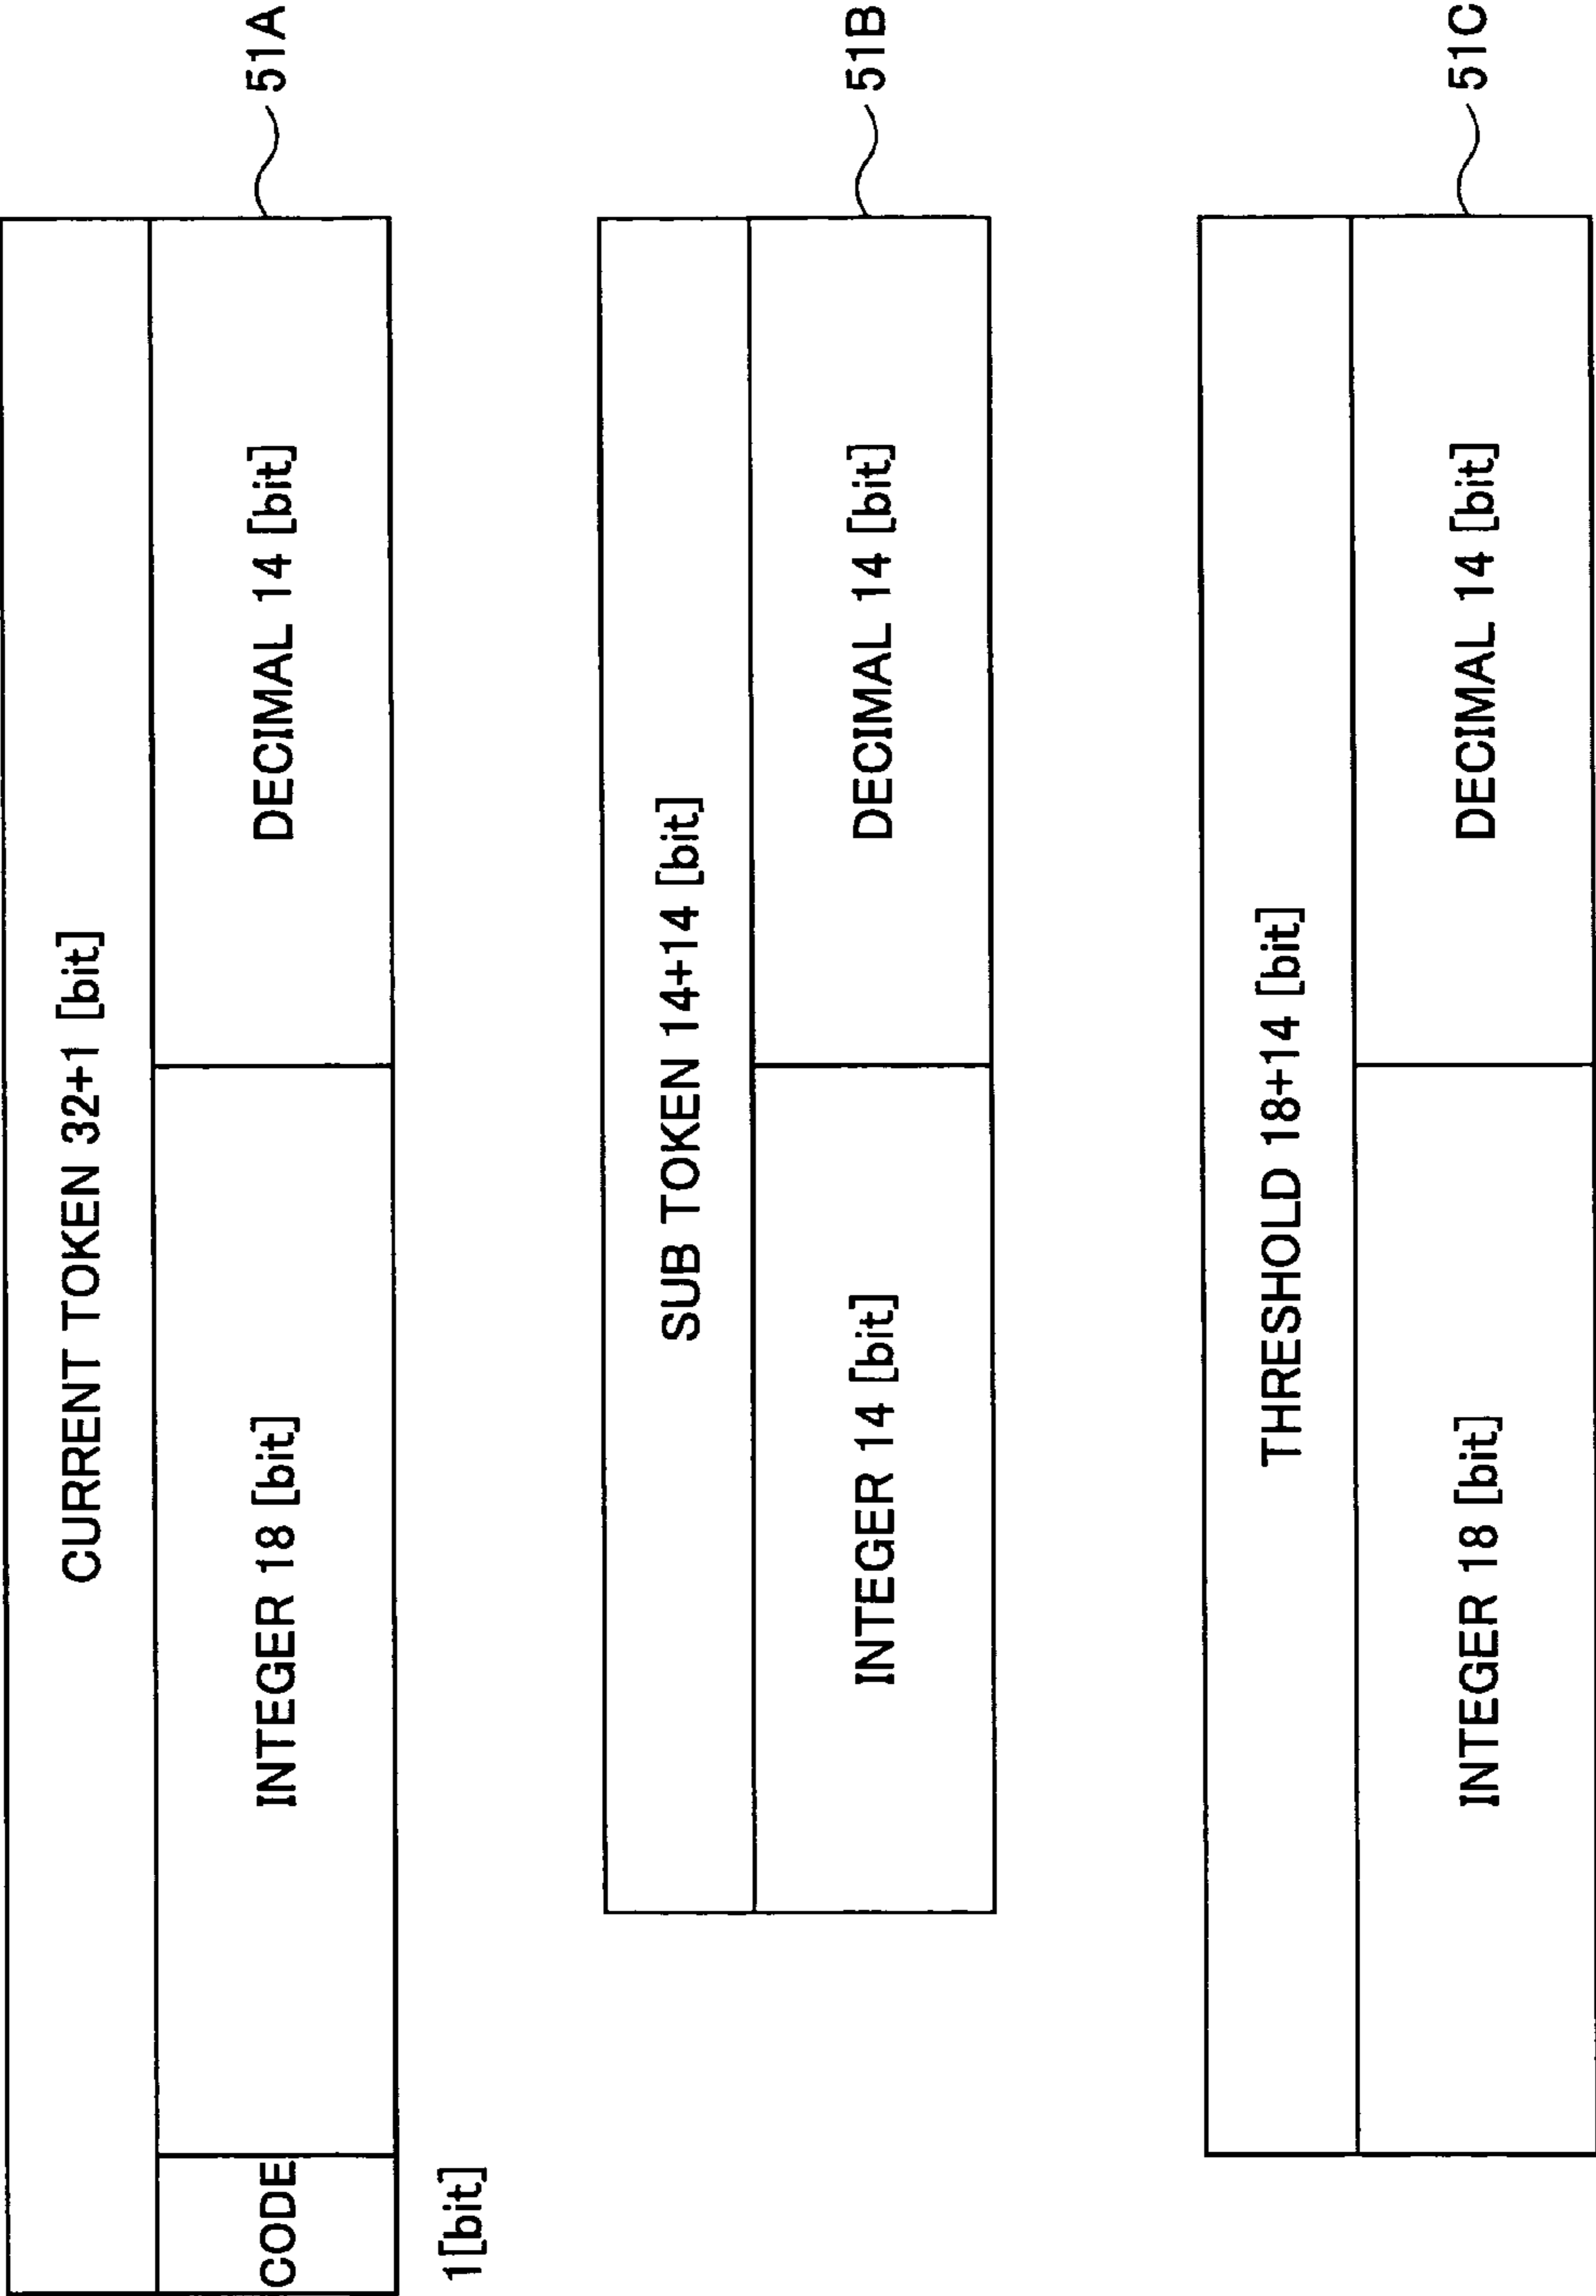 CURRENT TOKEN 32+1 [bit]
CODE
INTEGER 18 [bit]
DECIMAL 14 [bit]
51A
1[bit]
SUB TOKEN 14+14 [bit]
INTEGER 14 [bit]
DECIMAL 14 [bit]
51B
THRESHOLD 18+14 [bit]
INTEGER 18 [bit]
DECIMAL 14 [bit]
51C